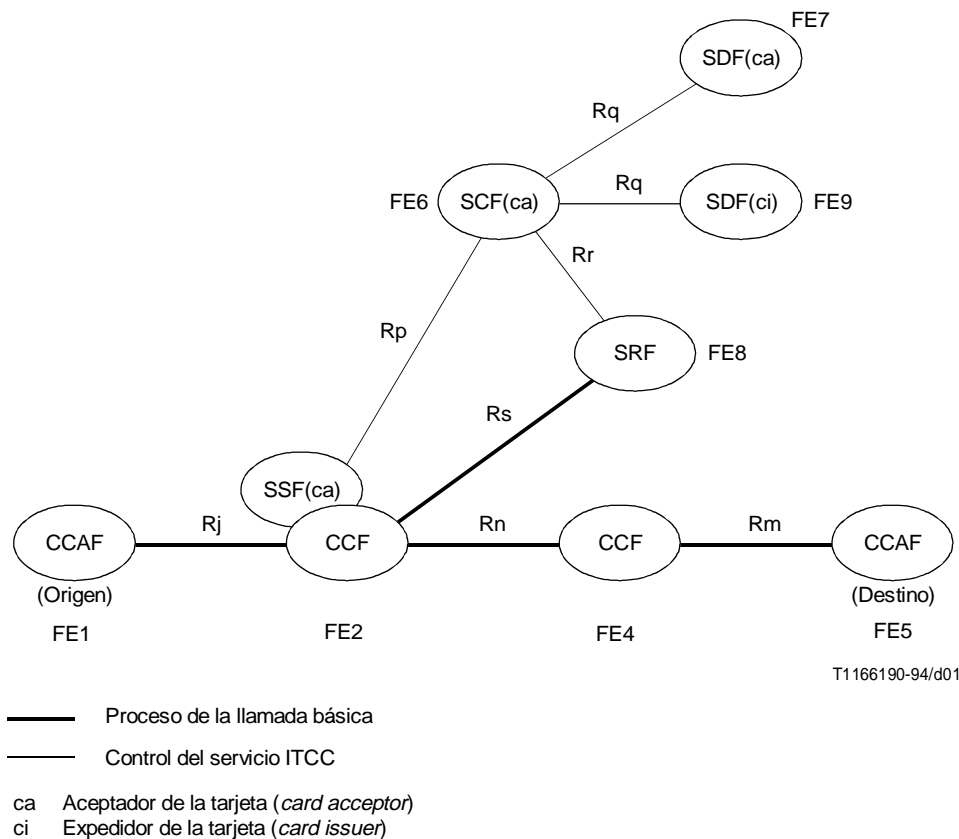 FE7
SDF(ca)
Rq
FE6
SCF(ca)
Rq
SDF(ci)
FE9
Rr
Rp
SRF
FE8
Rs
SSF(ca)
CCAF
Rj
CCF
Rn
CCF
Rm
CCAF
(Origen)
(Destino)
FE1
FE2
FE4
FE5
T1166190-94/d01
Proceso de la llamada básica
Control del servicio ITCC
ca Aceptador de la tarjeta (card acceptor)
ci Expedidor de la tarjeta (card issuer)